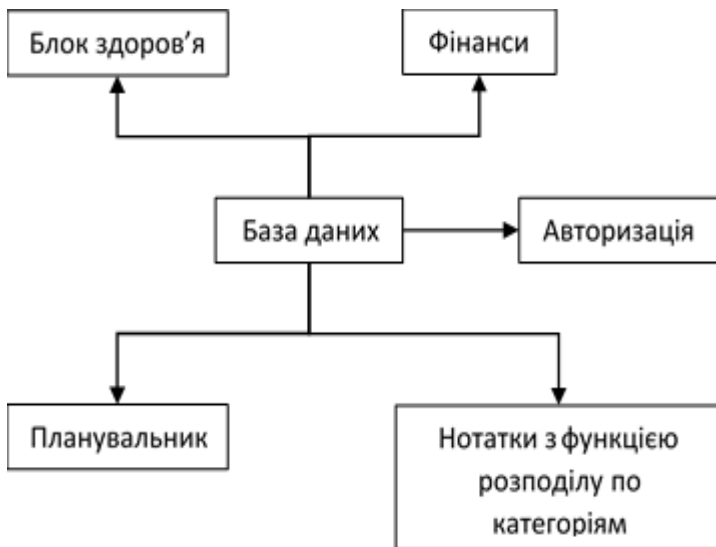 Блок здоров’я
Фінанси
База даних
Авторизація
Планувальник
Нотатки з функцією
розподілу по
категоріям